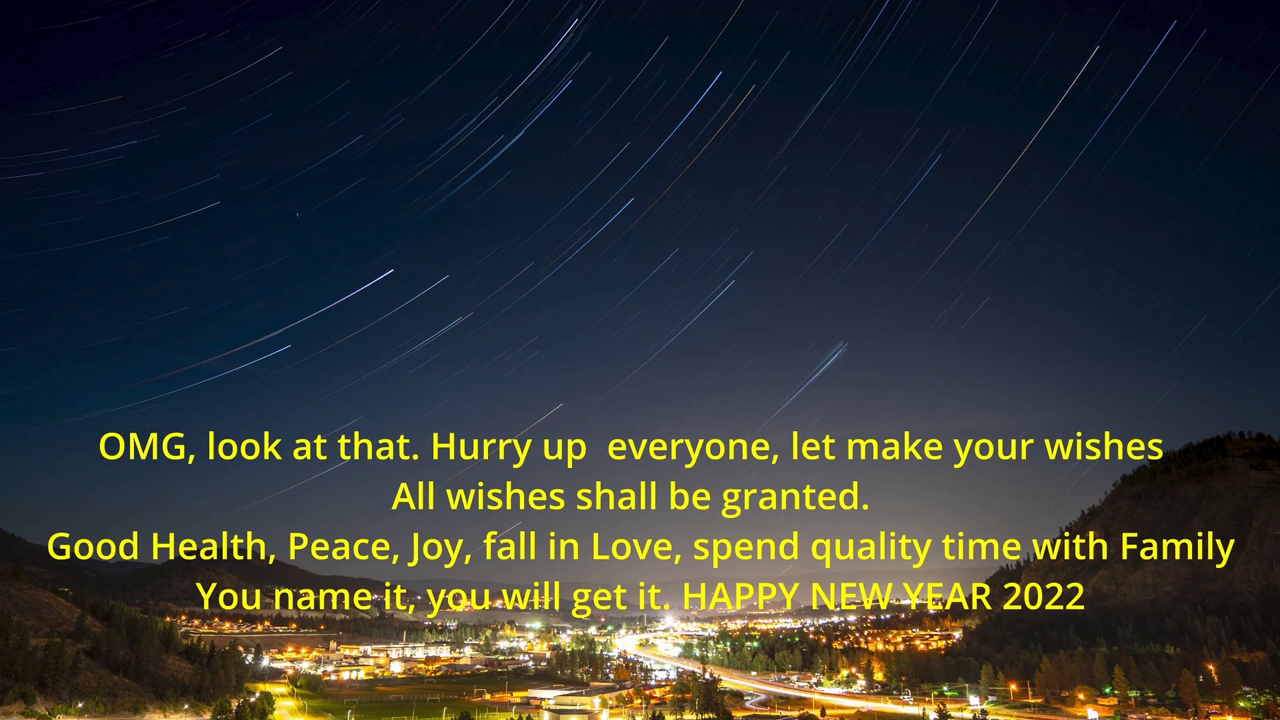 OMG, look at that. Hurry up  everyone, let make your wishes
All wishes shall be granted.
Good Health, Peace, Joy, fall in Love, spend quality time with Family
You name it, you will get it. HAPPY NEW YEAR 2022